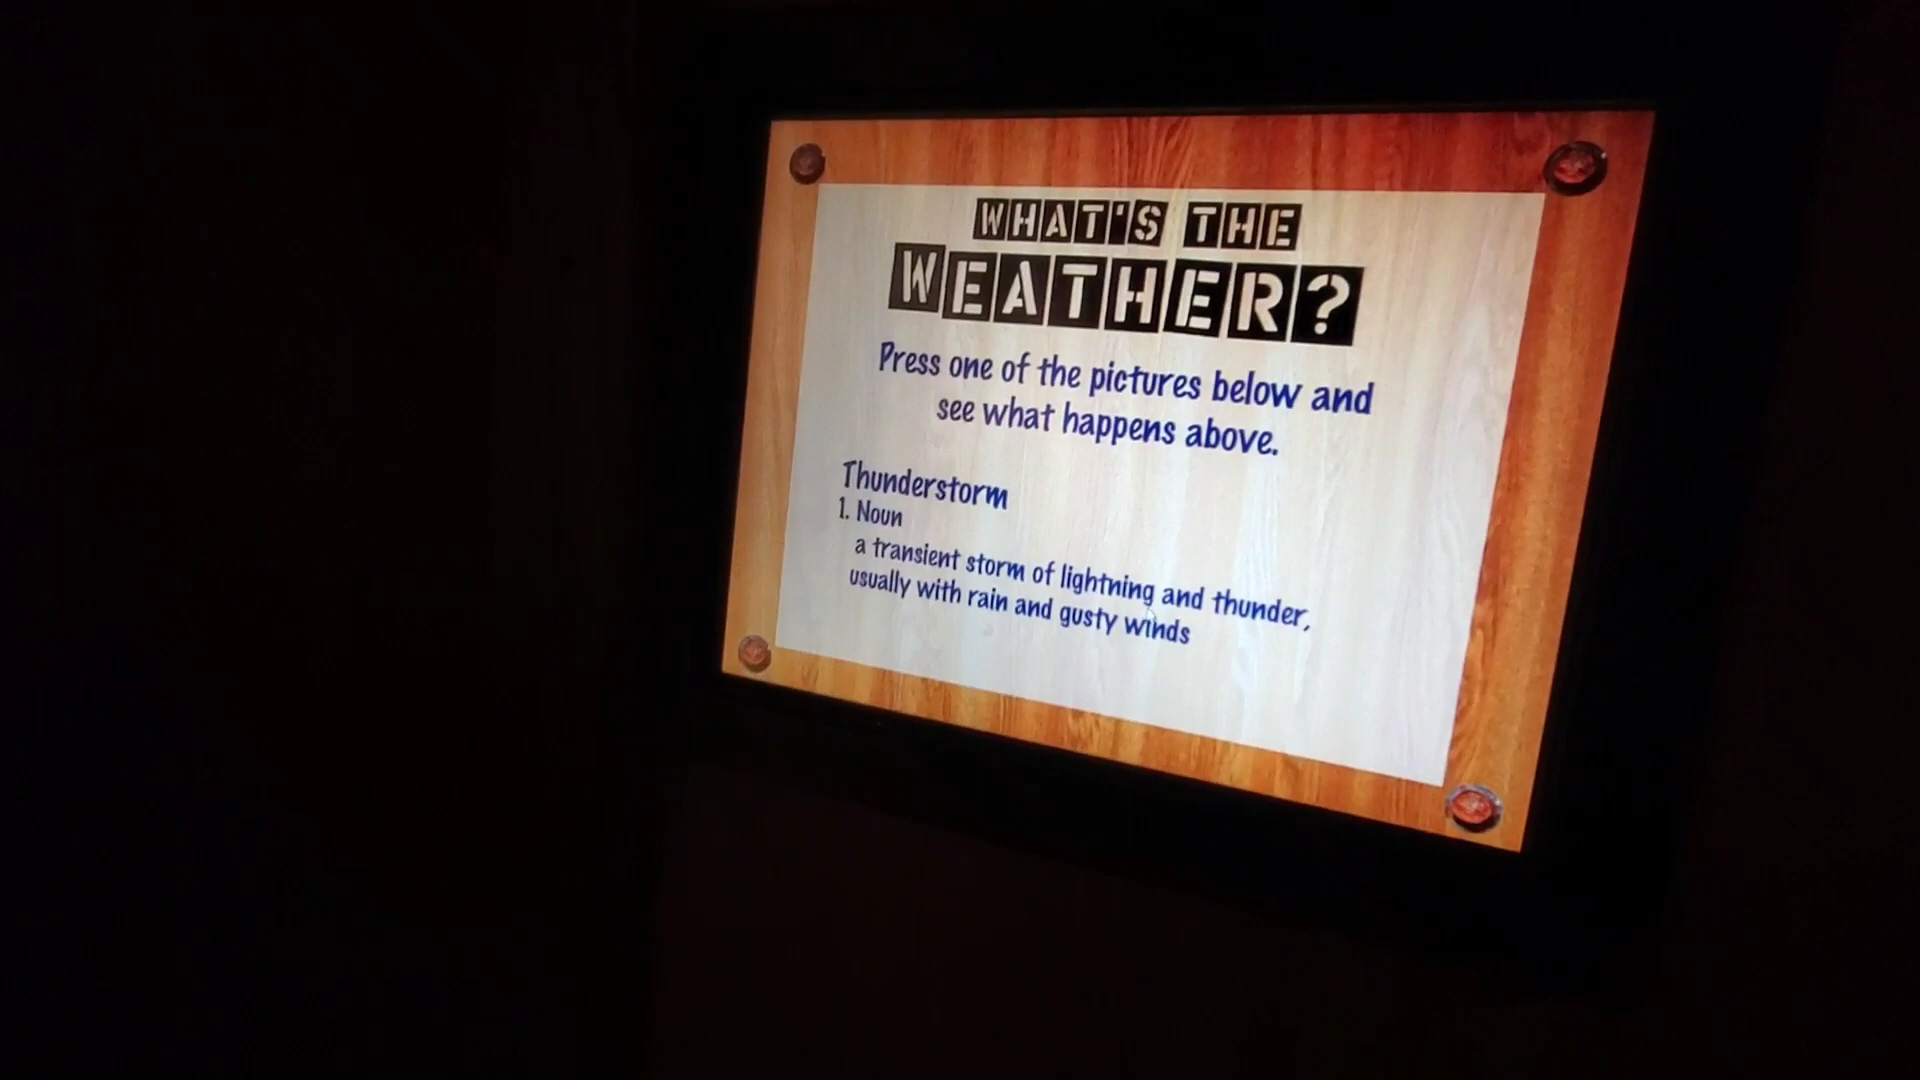 WHAT'S THE
WEATHER?
Press one of the pictures below and
see what happens above.
Thunderstorm
1. Noun
a transient storm of lightning and thunder,
usually with rain and gusty winds